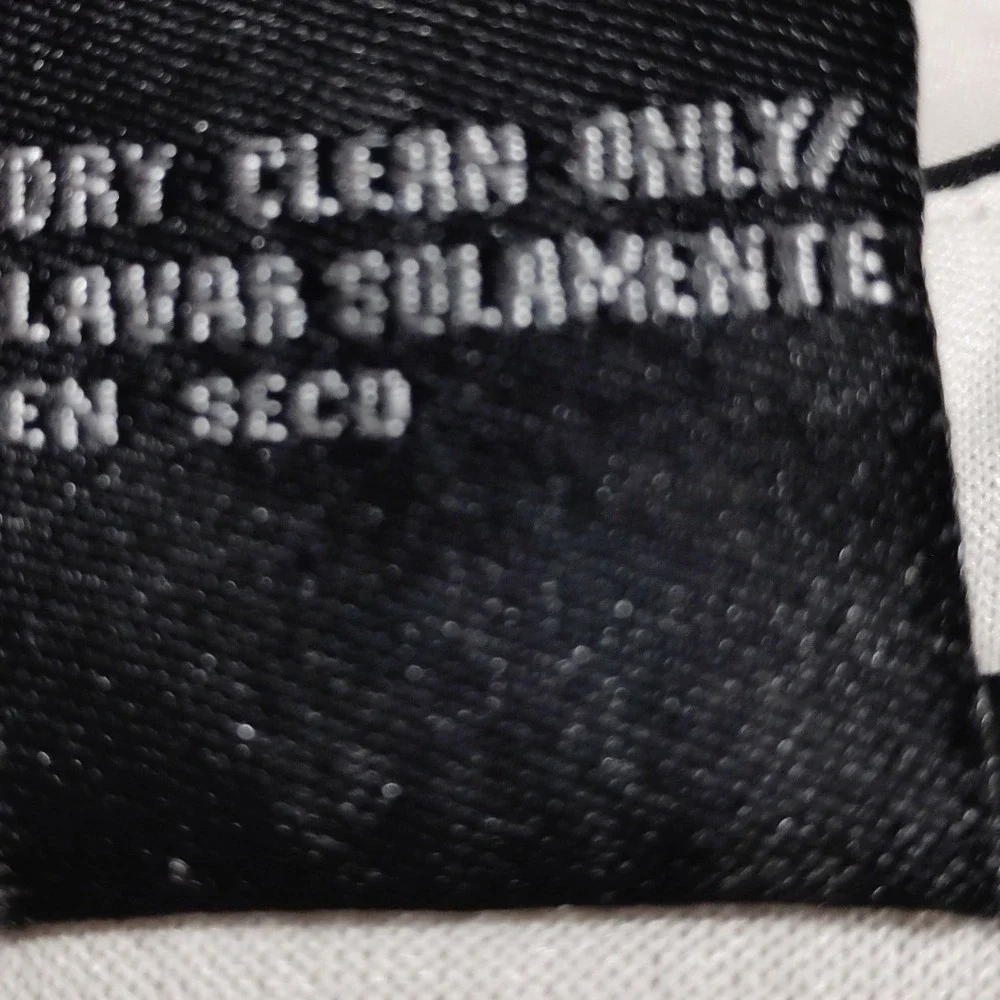 DRY CLEAN ONLY/
LAVAR SOLAMENTE
EN SECO